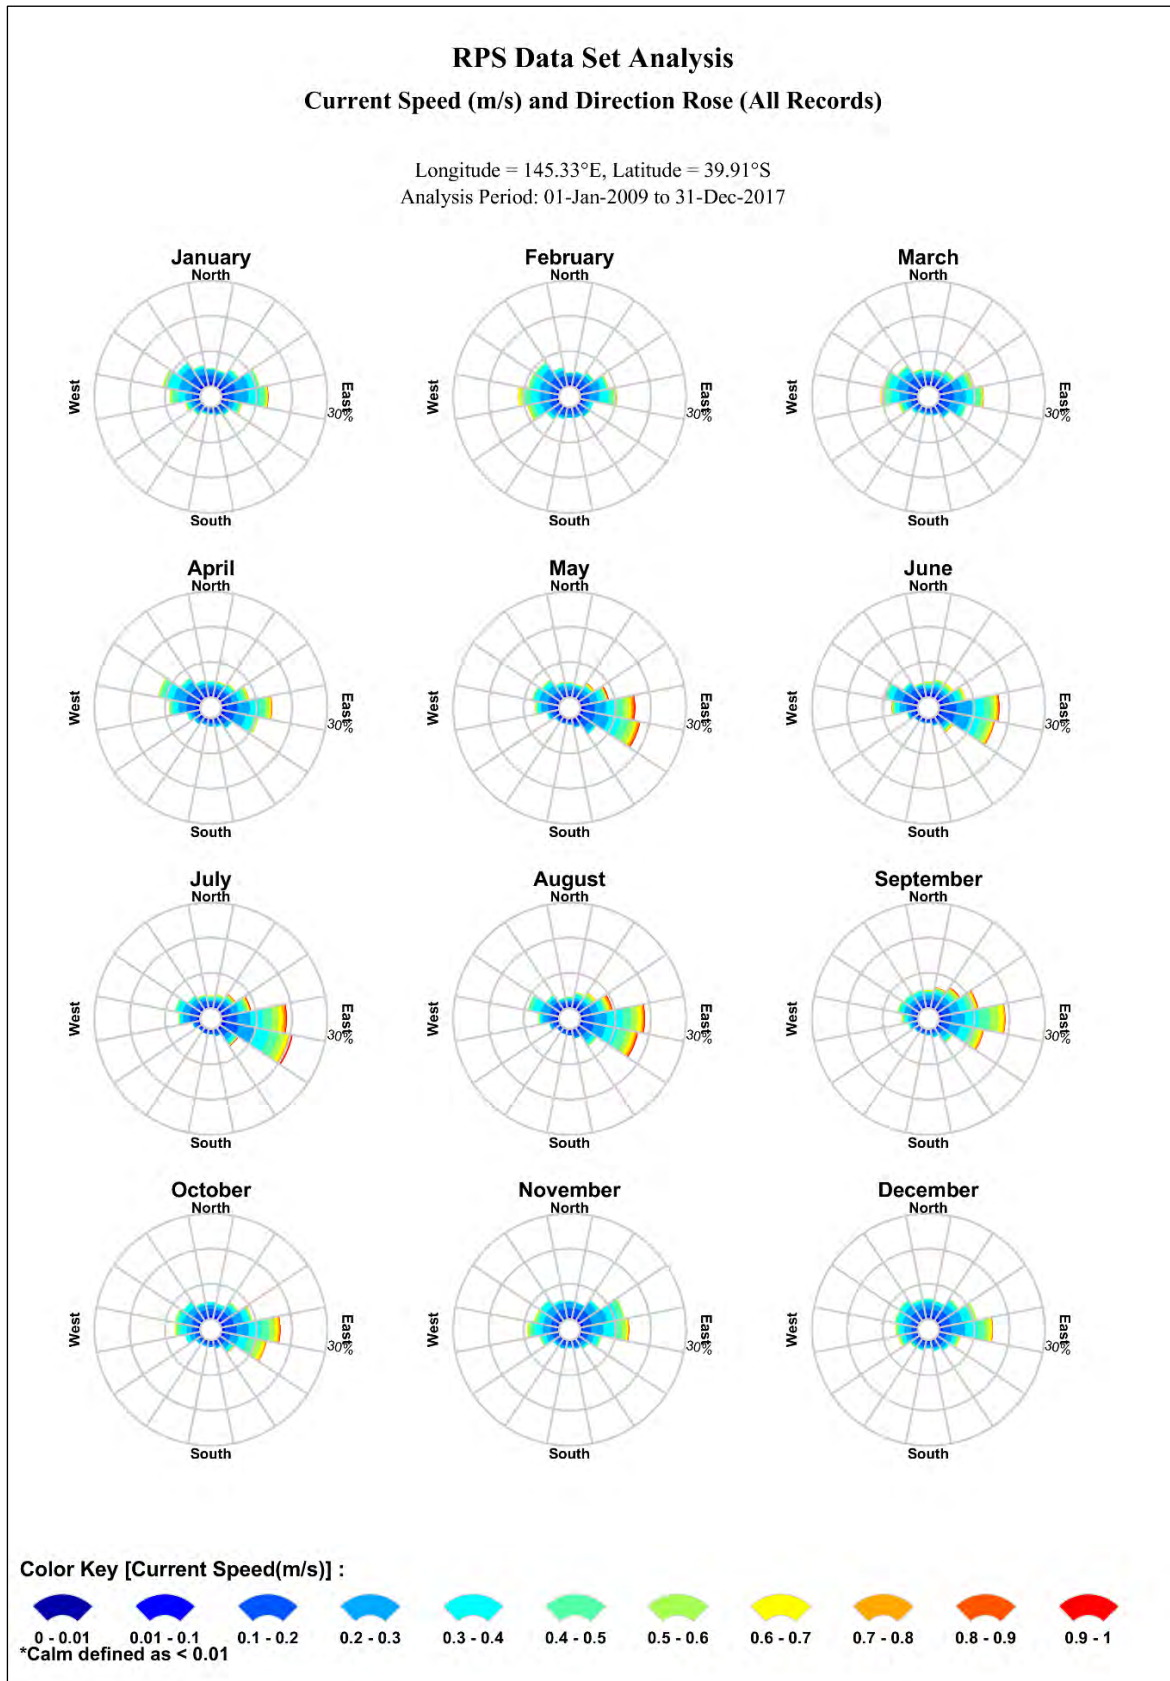 RPS Data Set Analysis
Current Speed (m/s) and Direction Rose (All Records)
Longitude = 145.33°E, Latitude = 39.91°S
Analysis Period: 01-Jan-2009 to 31-Dec-2017
January February March
North North North
West East West East West East
30% 30% 30%
South South South
April May June
North North North
West East West East West East
30% 30% 30%
South South South
July August September
North North North
West East West East West East
30% 30% 30%
South South South
October November December
North North North
West East West East West East
30% 30% 30%
South South South
Color Key [Current Speed(m/s)] :
0 - 0.01 0.01 - 0.1 0.1 - 0.2 0.2 - 0.3 0.3 - 0.4 0.4 - 0.5 0.5 - 0.6 0.6 - 0.7 0.7 - 0.8 0.8 - 0.9 0.9 - 1
*Calm defined as < 0.01